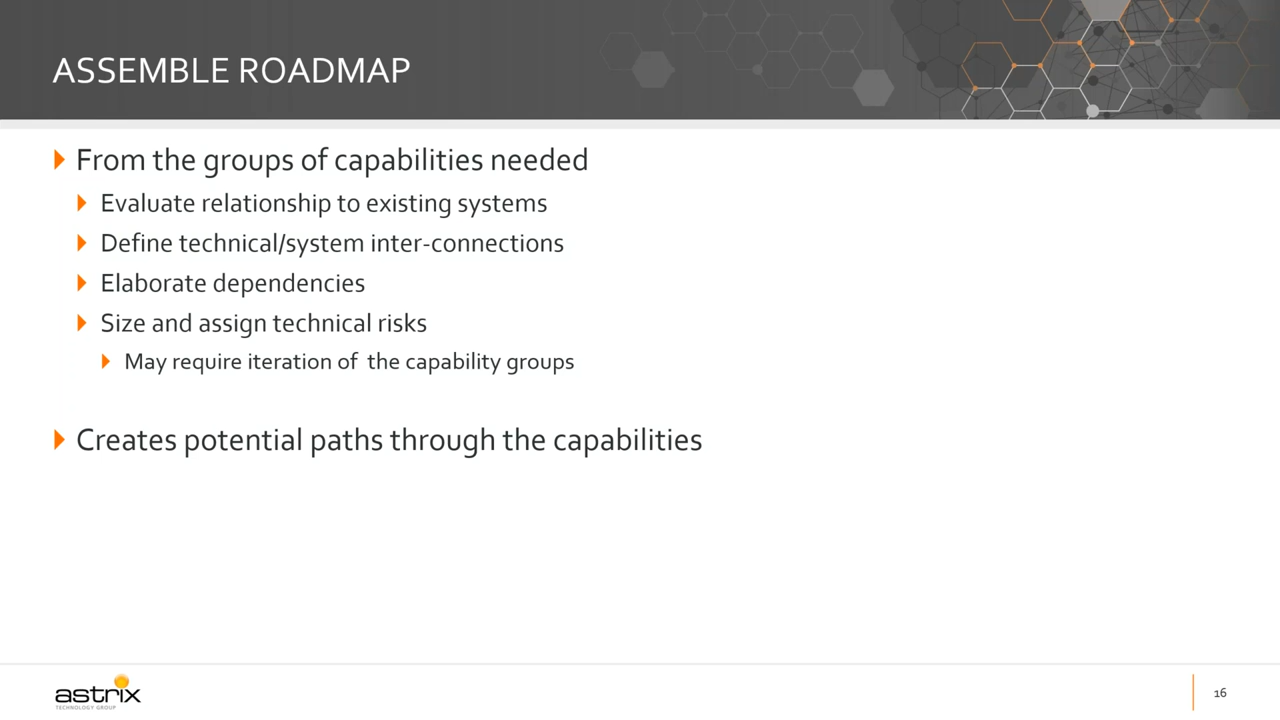 ASSEMBLE ROADMAP
From the groups of capabilities needed
Evaluate relationship to existing systems
Define technical/system inter-connections
Elaborate dependencies
Size and assign technical risks
May require iteration of the capability groups
Creates potential paths through the capabilities
astrix
TECHNOLOGY GROUP
16